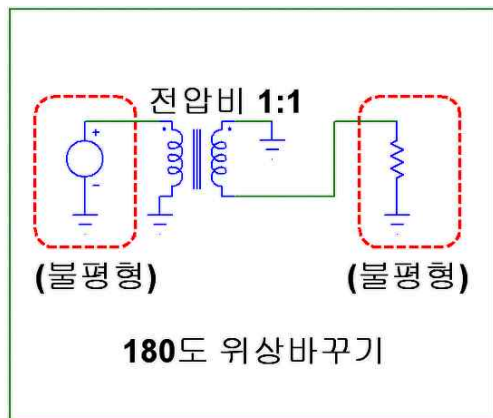 전압비 1:1
+
-
(불평형)
(불평형)
180도 위상바꾸기